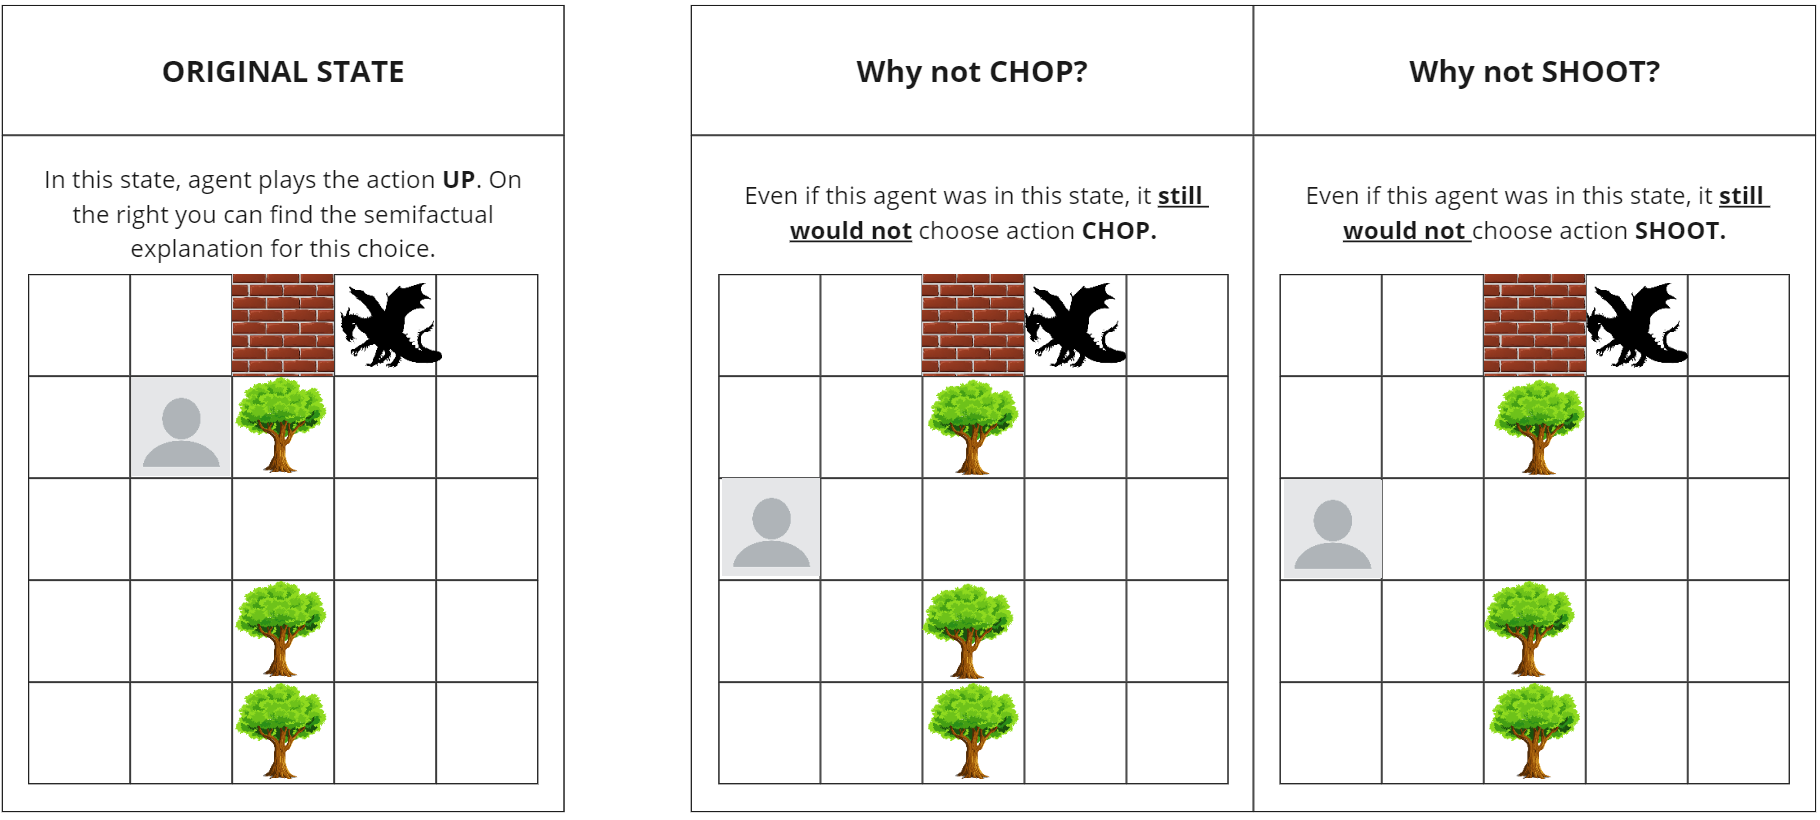 ORIGINAL STATE
In this state, agent plays the action UP. On
the right you can find the semifactual
explanation for this choice.
Why not CHOP?
Even if this agent was in this state, it still
would not choose action CHOP.
Why not SHOOT?
Even if this agent was in this state, it still
would not choose action SHOOT.